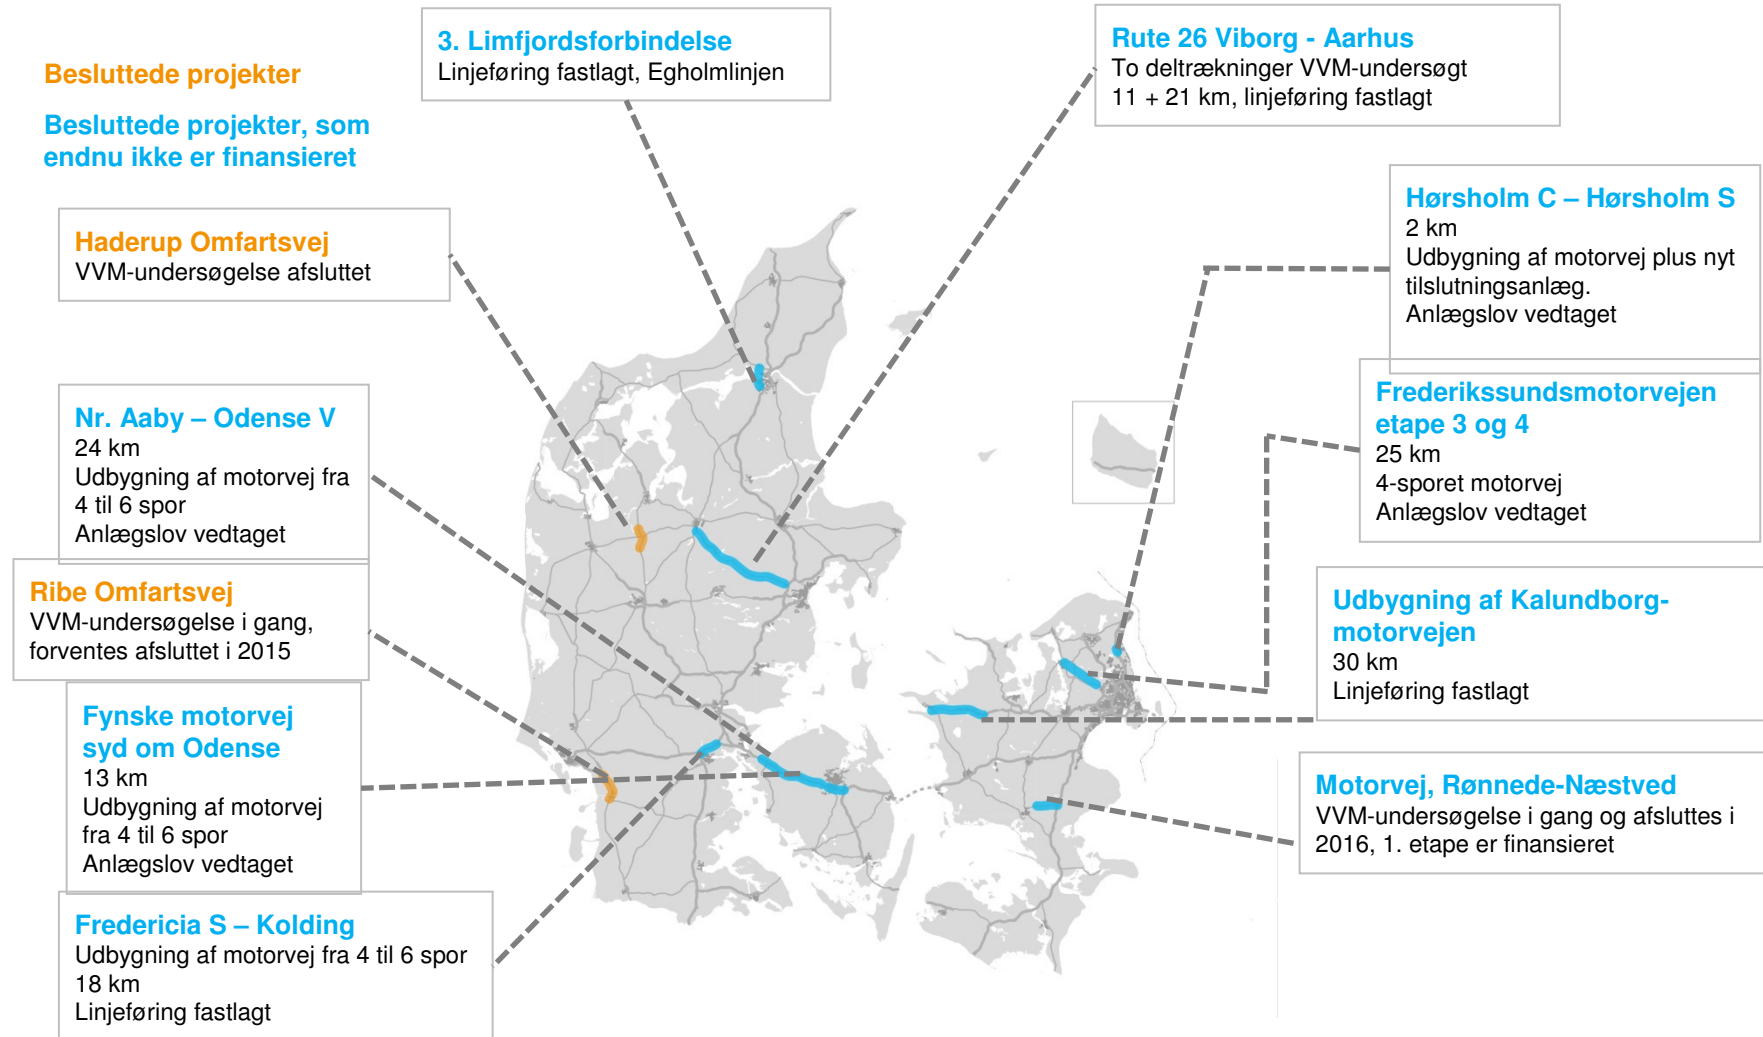 Besluttede projekter
Besluttede projekter, som
endnu ikke er finansieret
3. Limfjordsforbindelse
Linjeføring fastlagt, Egholmlinjen
Rute 26 Viborg - Aarhus
To deltrækninger VVM-undersøgt
11 + 21 km, linjeføring fastlagt
Haderup Omfartsvej
VVM-undersøgelse afsluttet
Hørsholm C – Hørsholm S
2 km
Udbygning af motorvej plus nyt
tilslutningsanlæg.
Anlægslov vedtaget
Nr. Aaby – Odense V
24 km
Udbygning af motorvej fra
4 til 6 spor
Anlægslov vedtaget
Frederikssundsmotorvejen
etape 3 og 4
25 km
4-sporet motorvej
Anlægslov vedtaget
Ribe Omfartsvej
VVM-undersøgelse i gang,
forventes afsluttet i 2015
Udbygning af Kalundborg-
motorvejen
30 km
Linjeføring fastlagt
Fynske motorvej
syd om Odense
13 km
Udbygning af motorvej
fra 4 til 6 spor
Anlægslov vedtaget
Motorvej, Rønnede-Næstved
VVM-undersøgelse i gang og afsluttes i
2016, 1. etape er finansieret
Fredericia S – Kolding
Udbygning af motorvej fra 4 til 6 spor
18 km
Linjeføring fastlagt